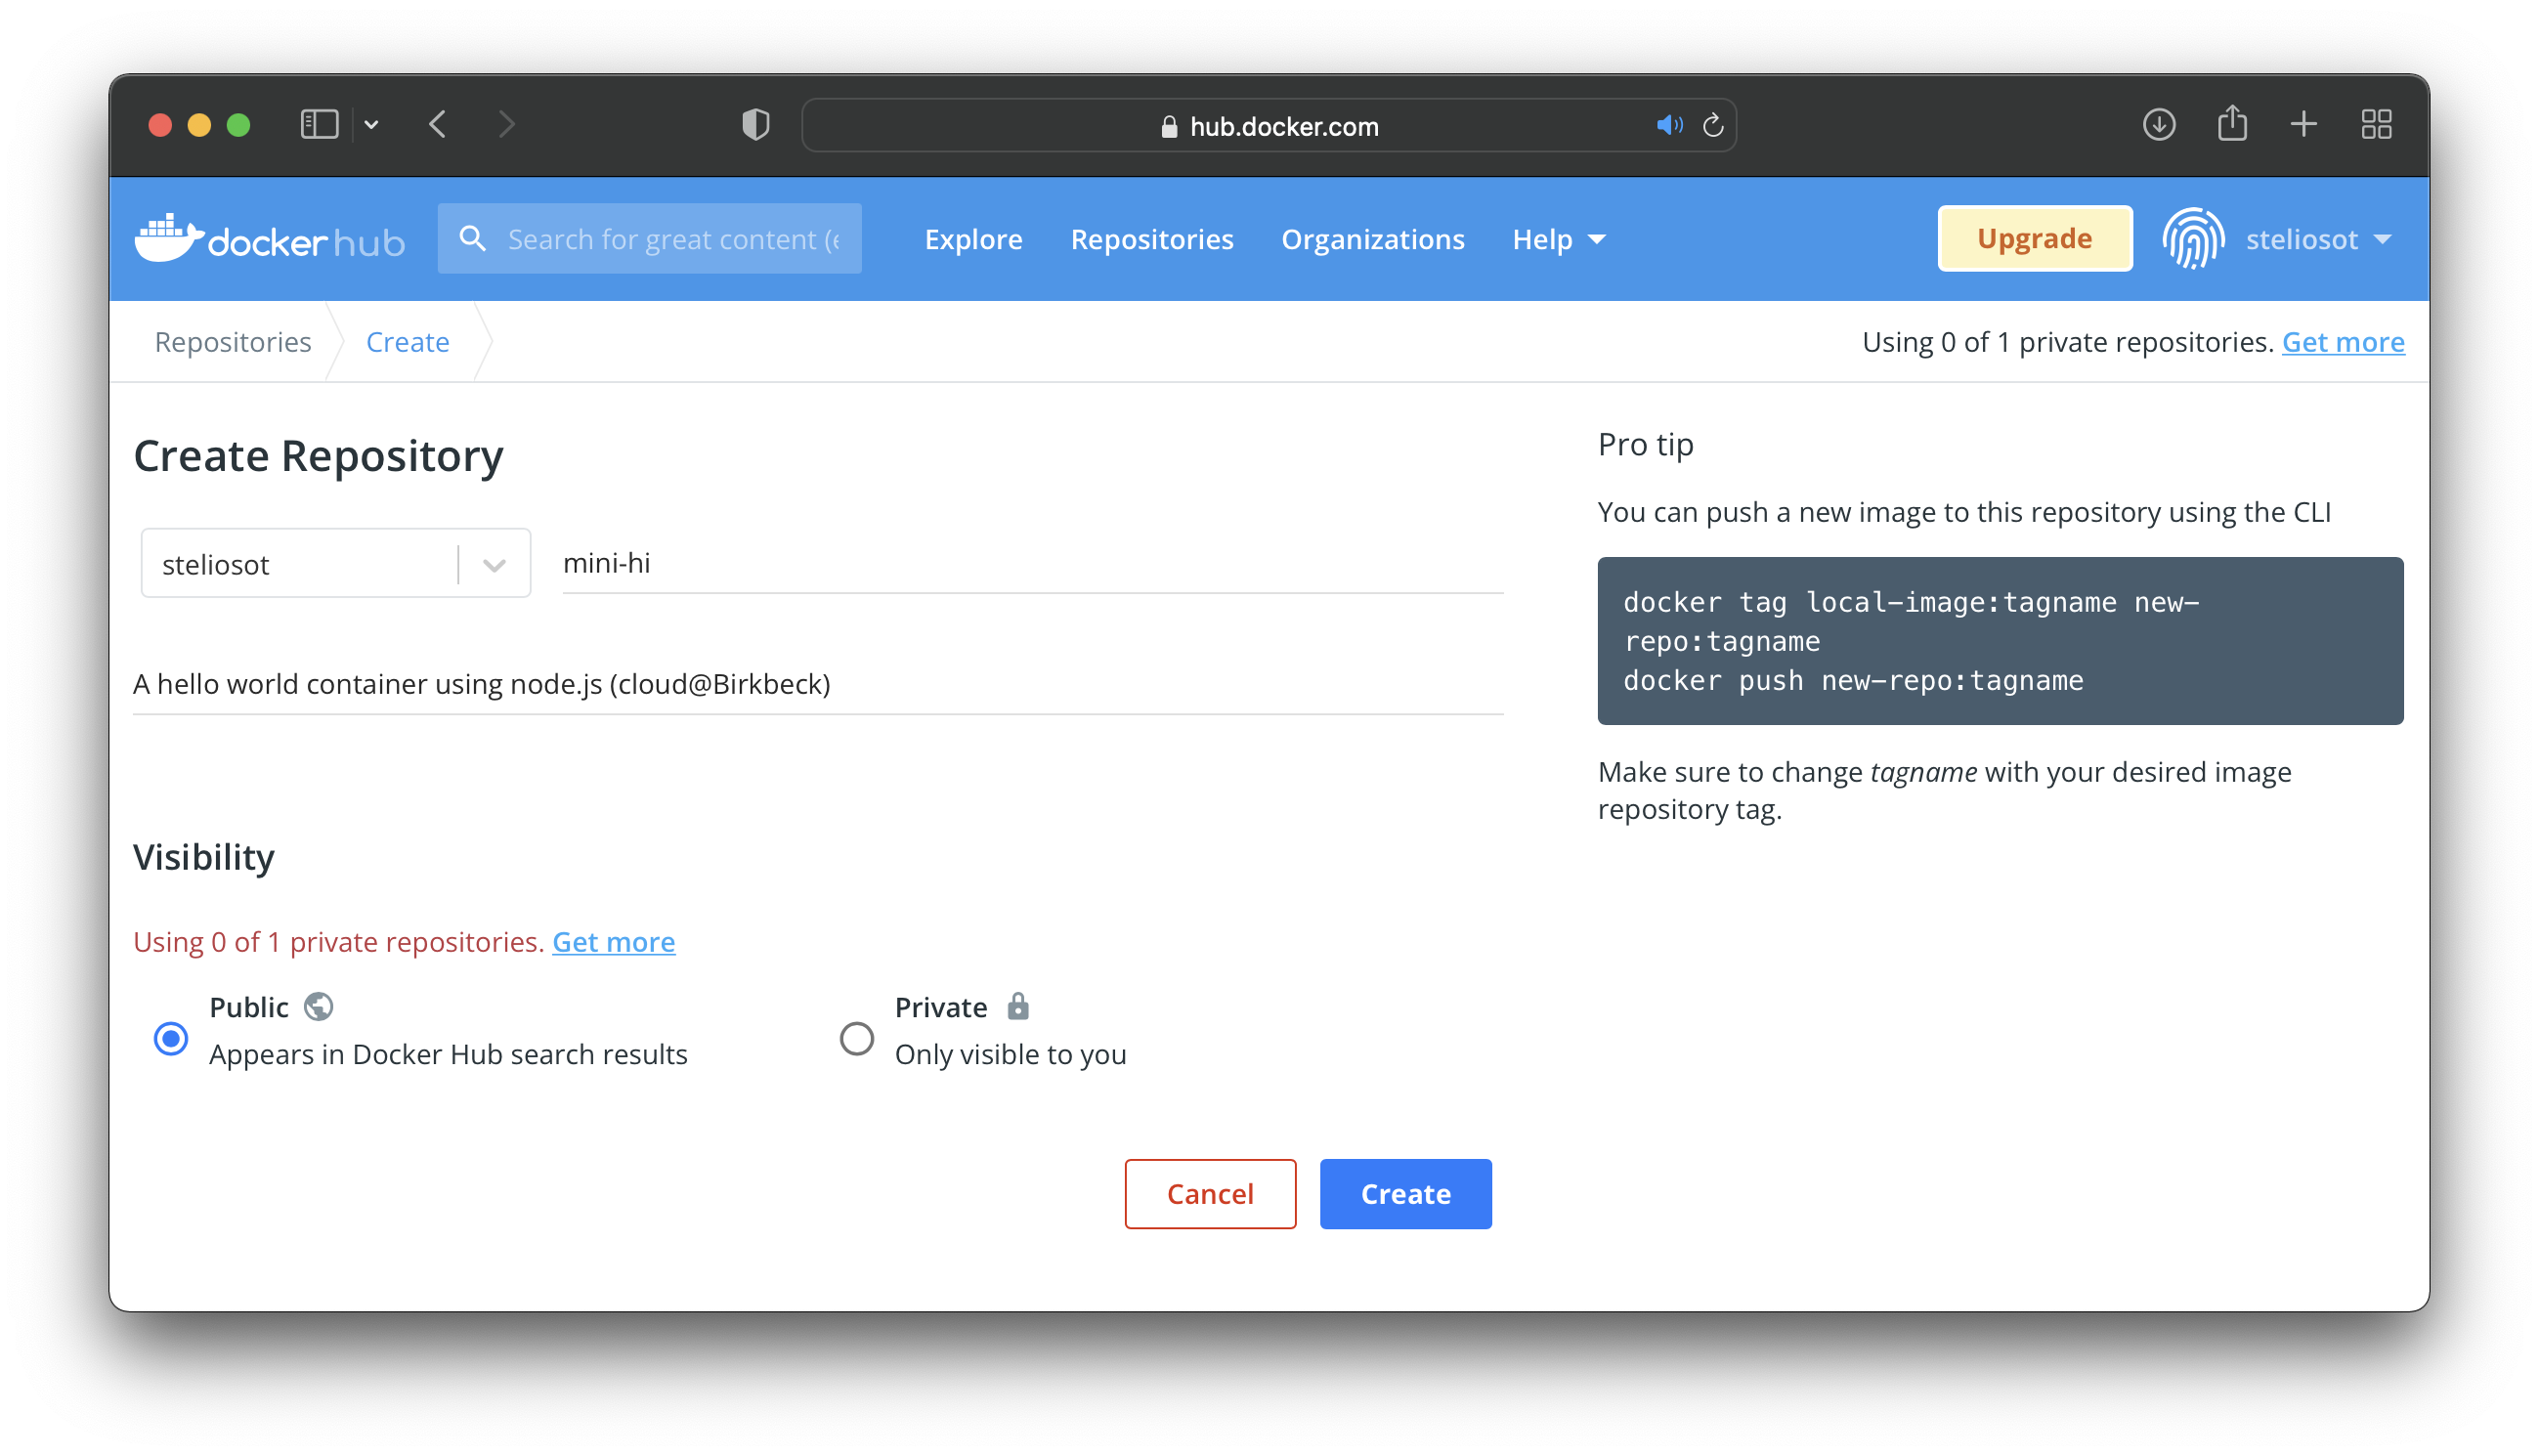 hub.docker.com
dockerhub
Search for great content (e
Explore
Repositories
Organizations
Help
Upgrade
steliosot
Repositories
Create
Using 0 of 1 private repositories. Get more
Create Repository
steliosot
mini-hi
A hello world container using node.js (cloud@Birkbeck)
Visibility
Using 0 of 1 private repositories. Get more
Public
Appears in Docker Hub search results
Private
Only visible to you
Cancel
Create
Pro tip
You can push a new image to this repository using the CLI
docker tag local-image:tagname new-
repo:tagname
docker push new-repo:tagname
Make sure to change tagname with your desired image
repository tag.